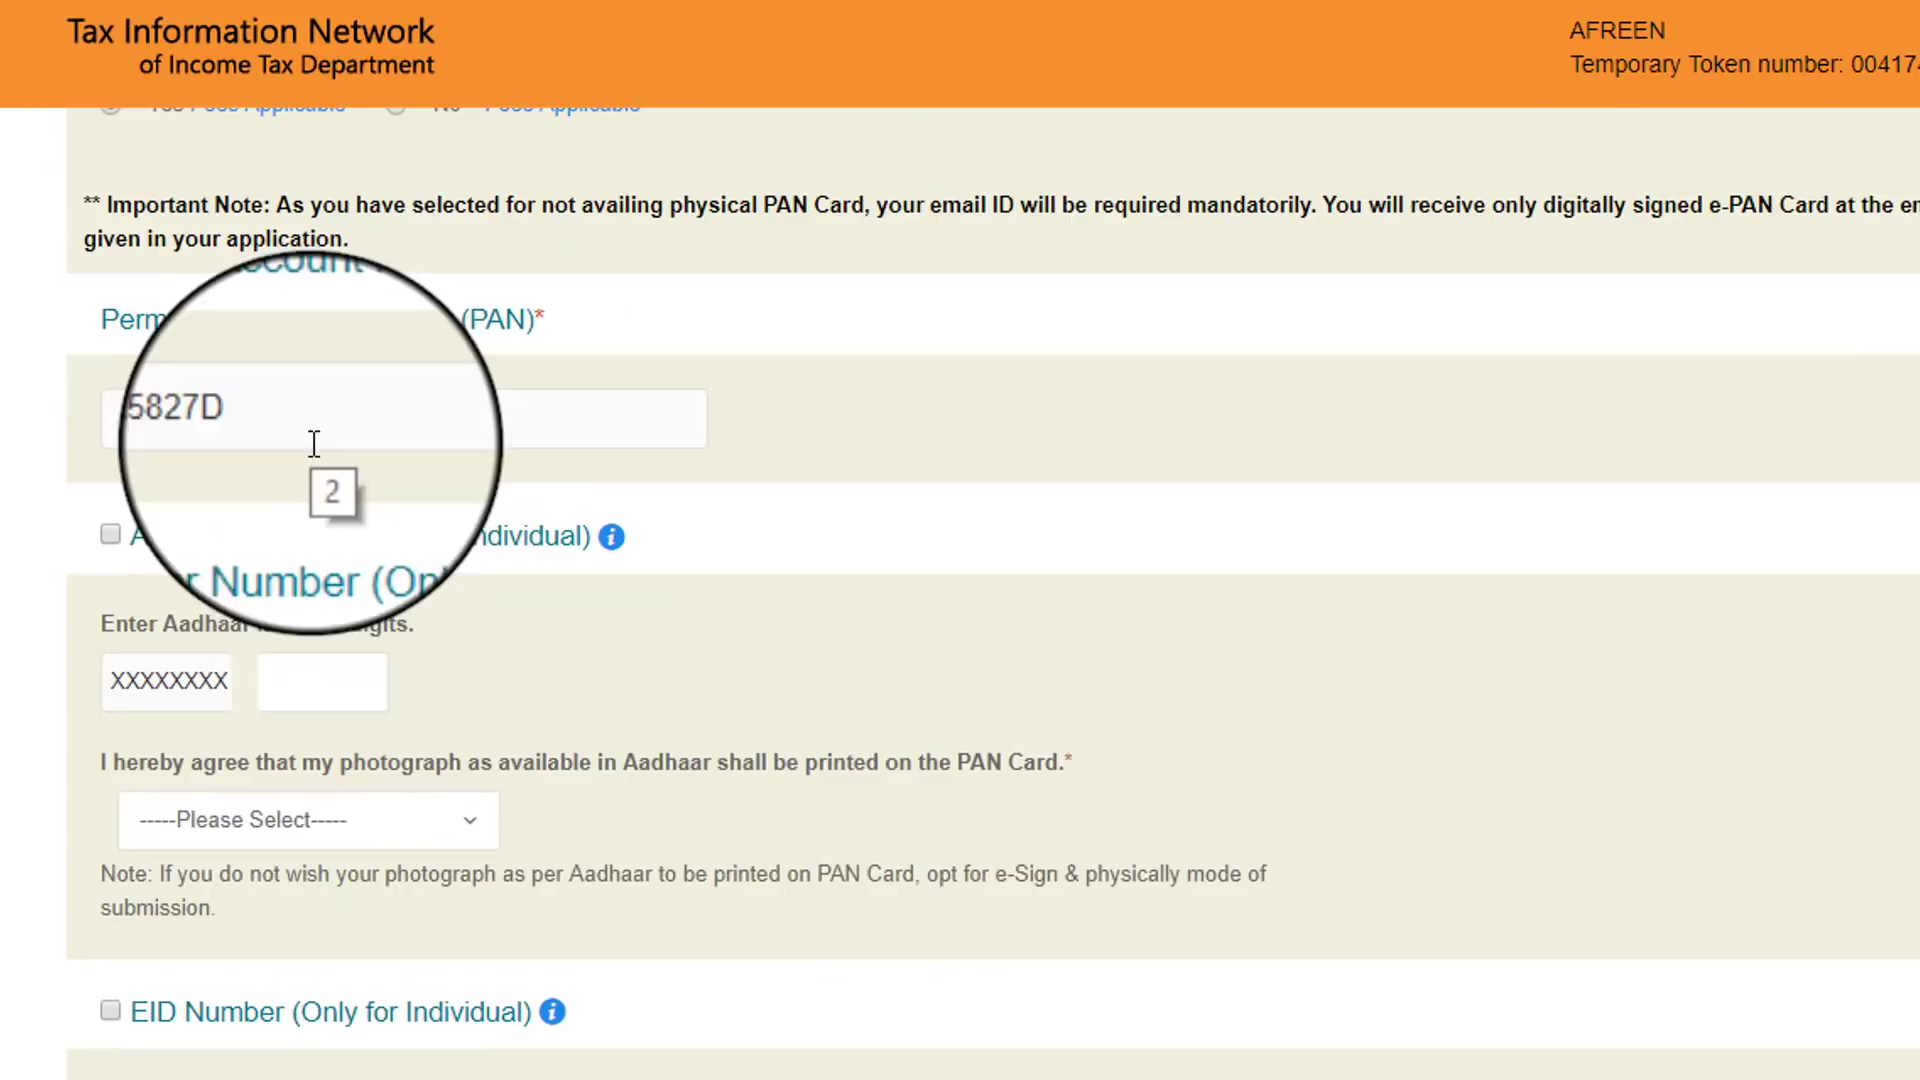 Tax Information Network
of Income Tax Department
AFREEN
Temporary Token number: 00417
** Important Note: As you have selected for not availing physical PAN Card, your email ID will be required mandatorily. You will receive only digitally signed e-PAN Card at the
given in your application.
(PAN)*
5827D
2
Number
Enter
XXXXXXXX
I hereby agree that my photograph as available in Aadhaar shall be printed on the PAN Card.*
-----Please Select-----
Note: If you do not wish your photograph as per Aadhaar to be printed on PAN Card, opt for e-Sign & physically mode of
submission.
EID Number (Only for Individual)